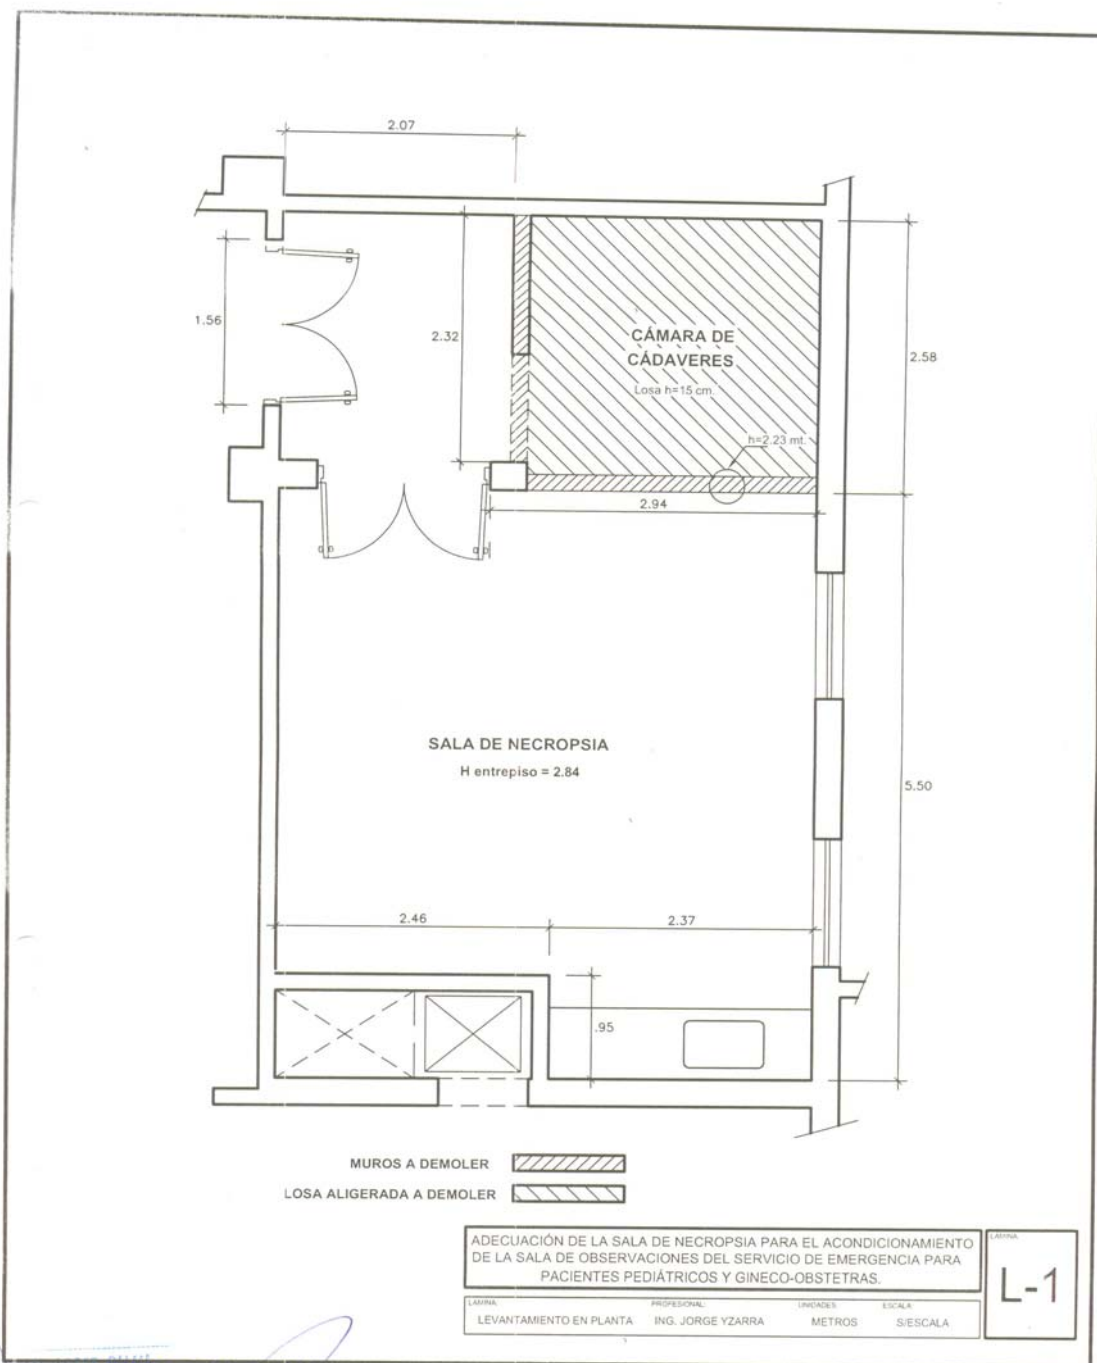 2.07
1.56
2.32
CÁMARA DE
CÁDAVERES
Losa h=15 cm.
2.58
h=2.23 mt.
2.94
SALA DE NECROPSIA
H entrepiso = 2.84
5.50
2.46
2.37
.95
MUROS A DEMOLER
LOSA ALIGERADA A DEMOLER
ADECUACIÓN DE LA SALA DE NECROPSIA PARA EL ACONDICIONAMIENTO
DE LA SALA DE OBSERVACIONES DEL SERVICIO DE EMERGENCIA PARA
PACIENTES PEDIÁTRICOS Y GINECO-OBSTETRAS.
LAMINA:
L-1
LAMINA: PROFESIONAL: UNIDADES: ESCALA:
LEVANTAMIENTO EN PLANTA ING. JORGE YZARRA METROS S/ESCALA